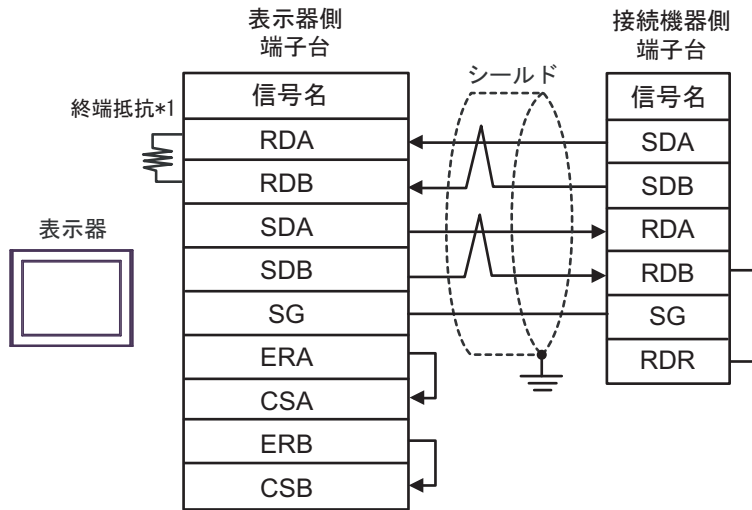 表示器側
端子台
接続機器側
端子台
シールド
終端抵抗*1
表示器
信号名
RDA
RDB
SDA
SDB
SG
ERA
CSA
ERB
CSB
信号名
SDA
SDB
RDA
RDB
SG
RDR